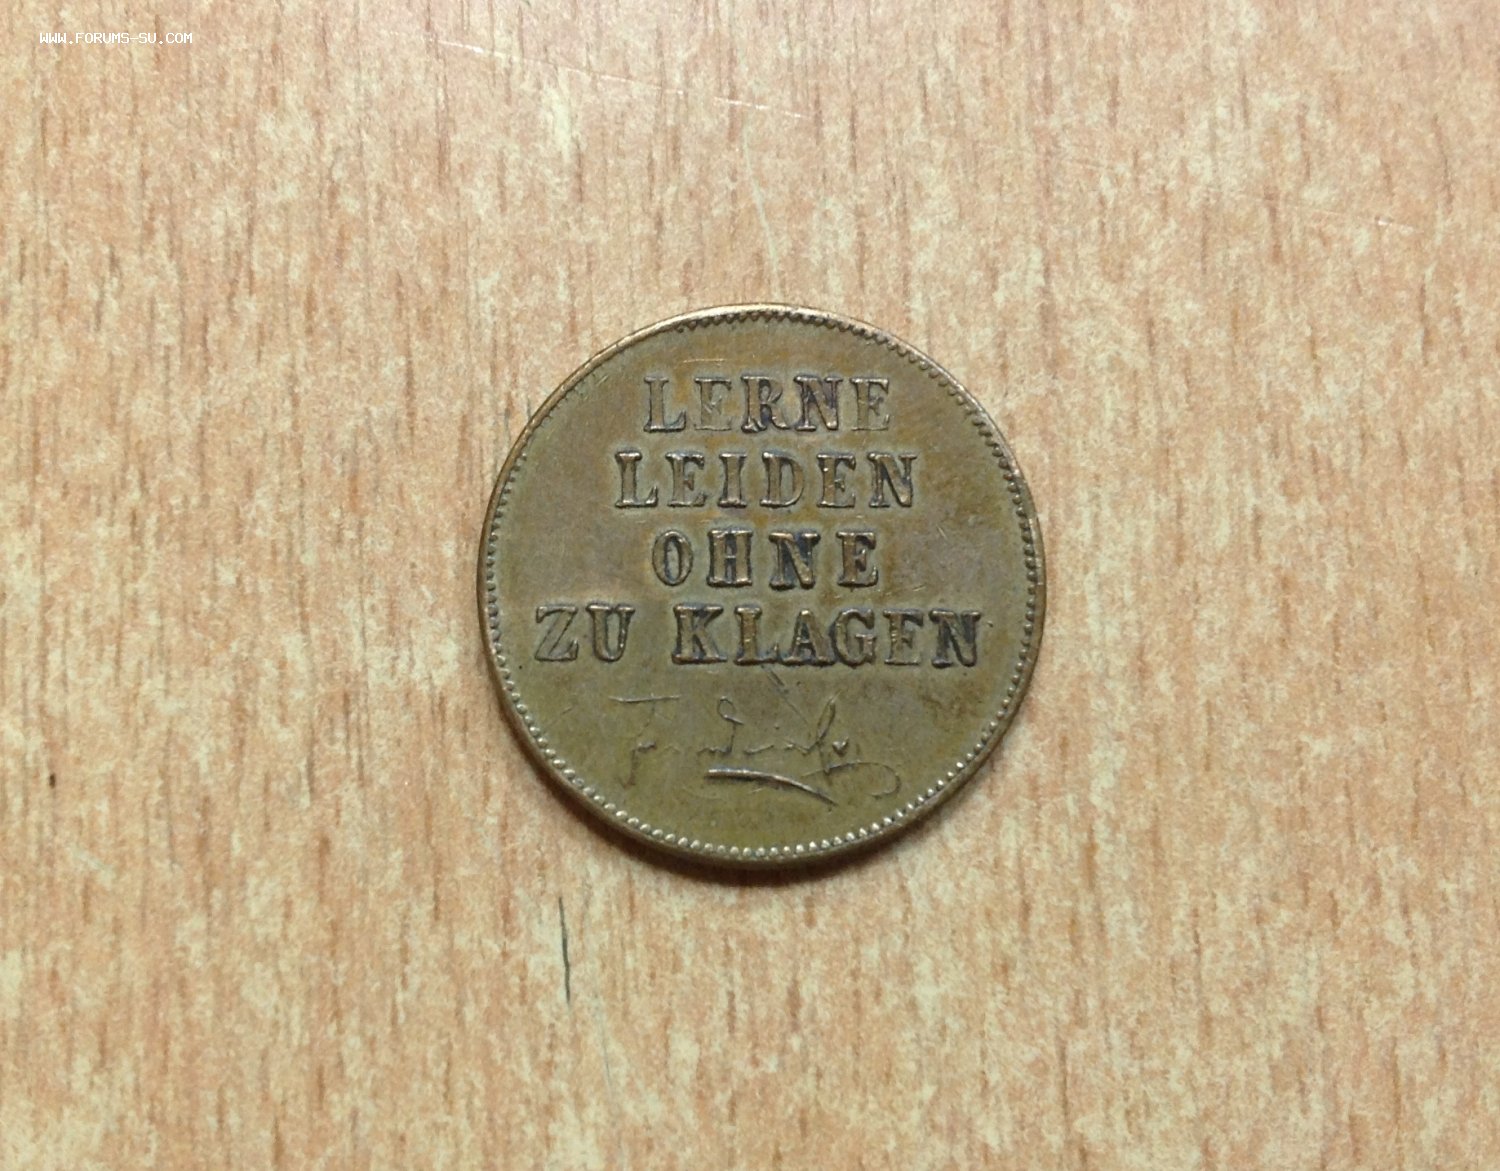 WWW.FORUMS-SU.COM
LERNE
LEIDEN
OHNE
ZU KLAGEN